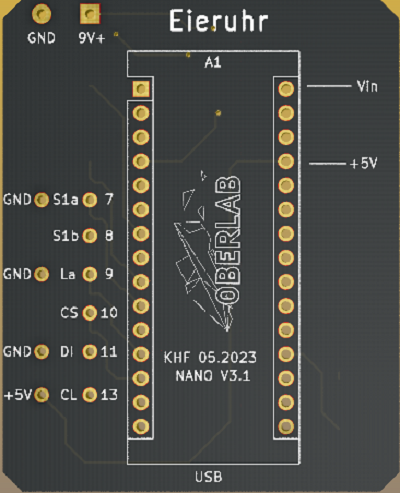 Eieruhr
GND 9V+
A1
Vin
+5V
GND S1a 7
S1b 8
GND La 9
CS 10
GND DI 11
+5V CL 13
OBERLAB
KHF 05.2023
NANO V3.1
USB